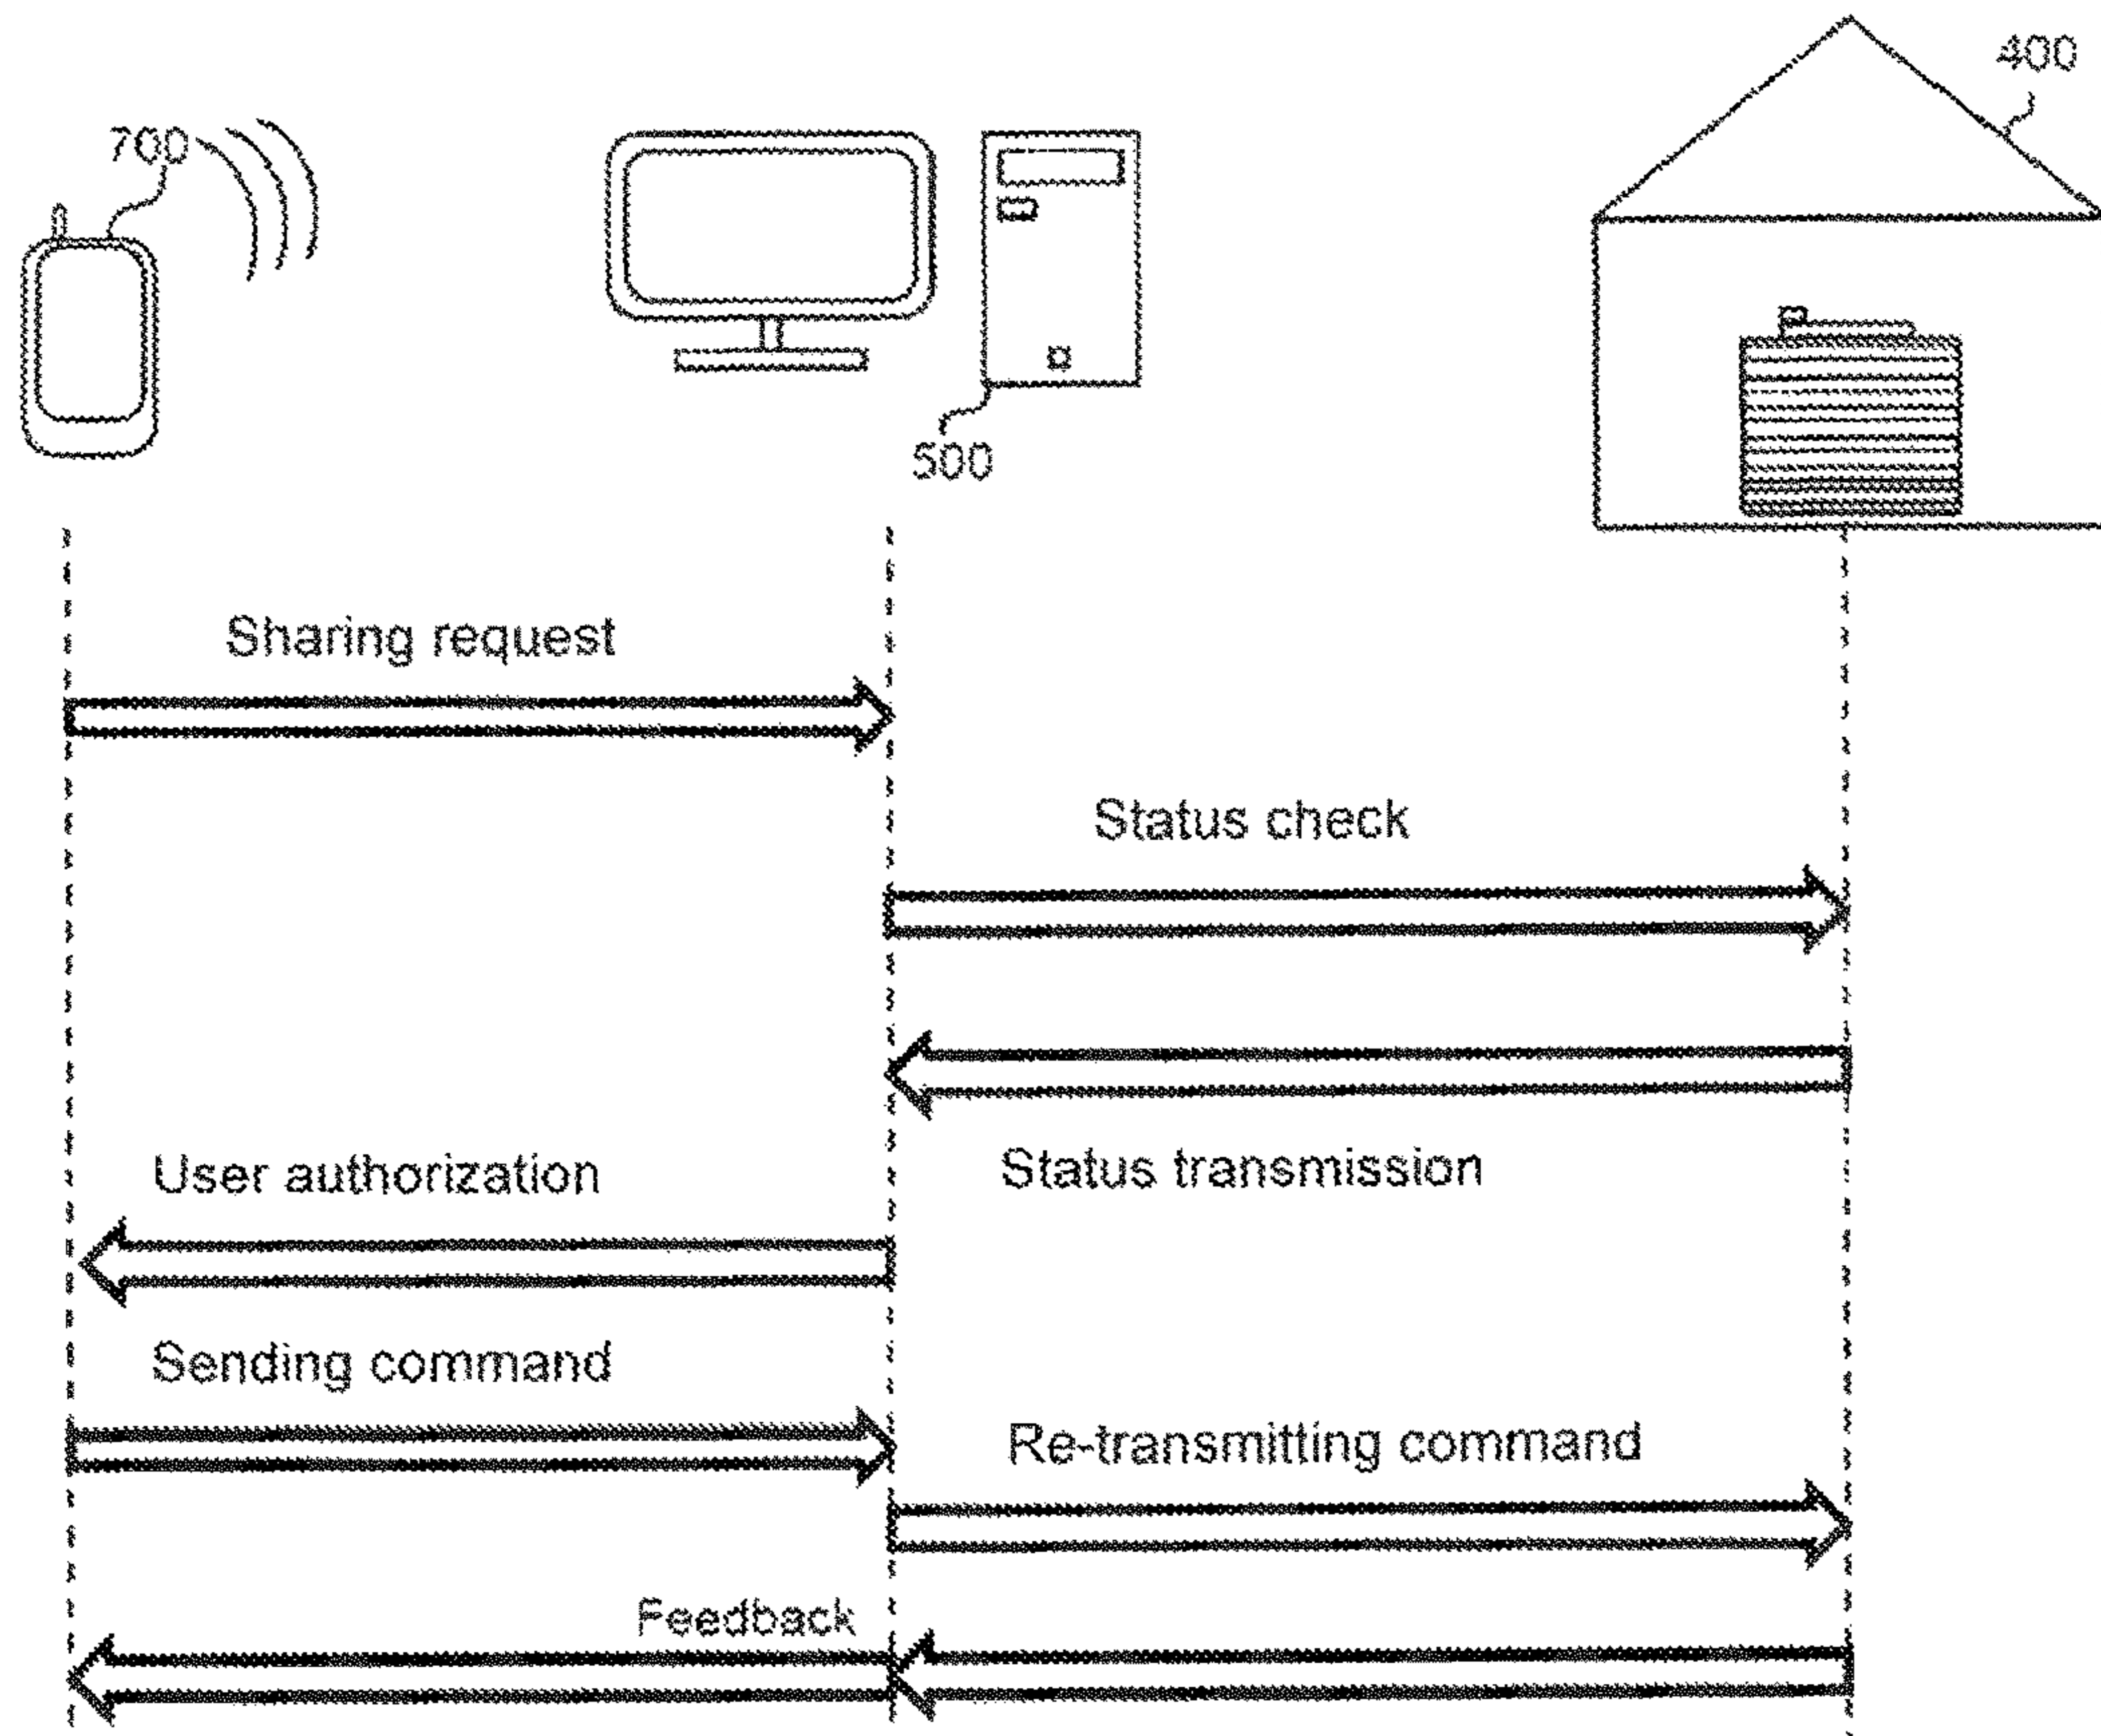 400
700
500
Sharing request
Status check
Status transmission
User authorization
Sending command
Re-transmitting command
Feedback